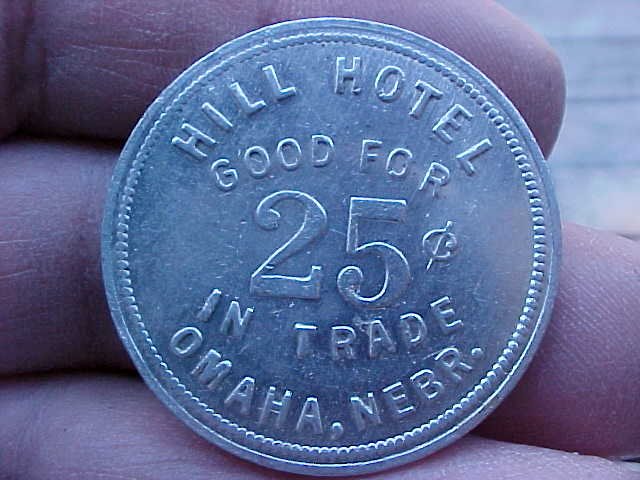 HILL HOTEL
GOOD FOR
25¢
IN TRADE
OMAHA, NEBR.